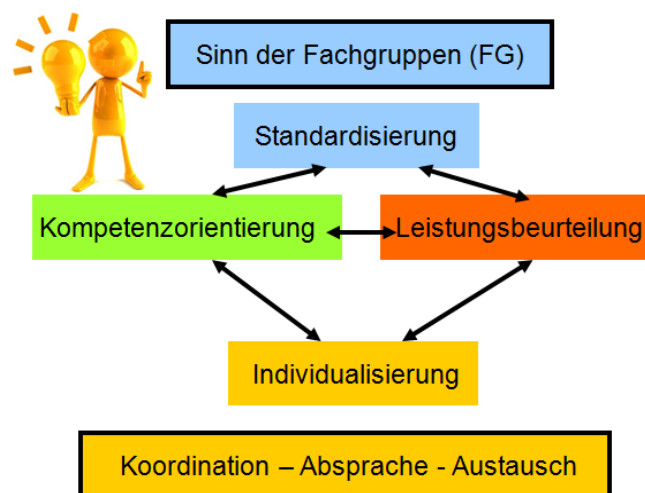 Sinn der Fachgruppen (FG)
Standardisierung
Kompetenzorientierung
Leistungsbeurteilung
Individualisierung
Koordination – Absprache - Austausch